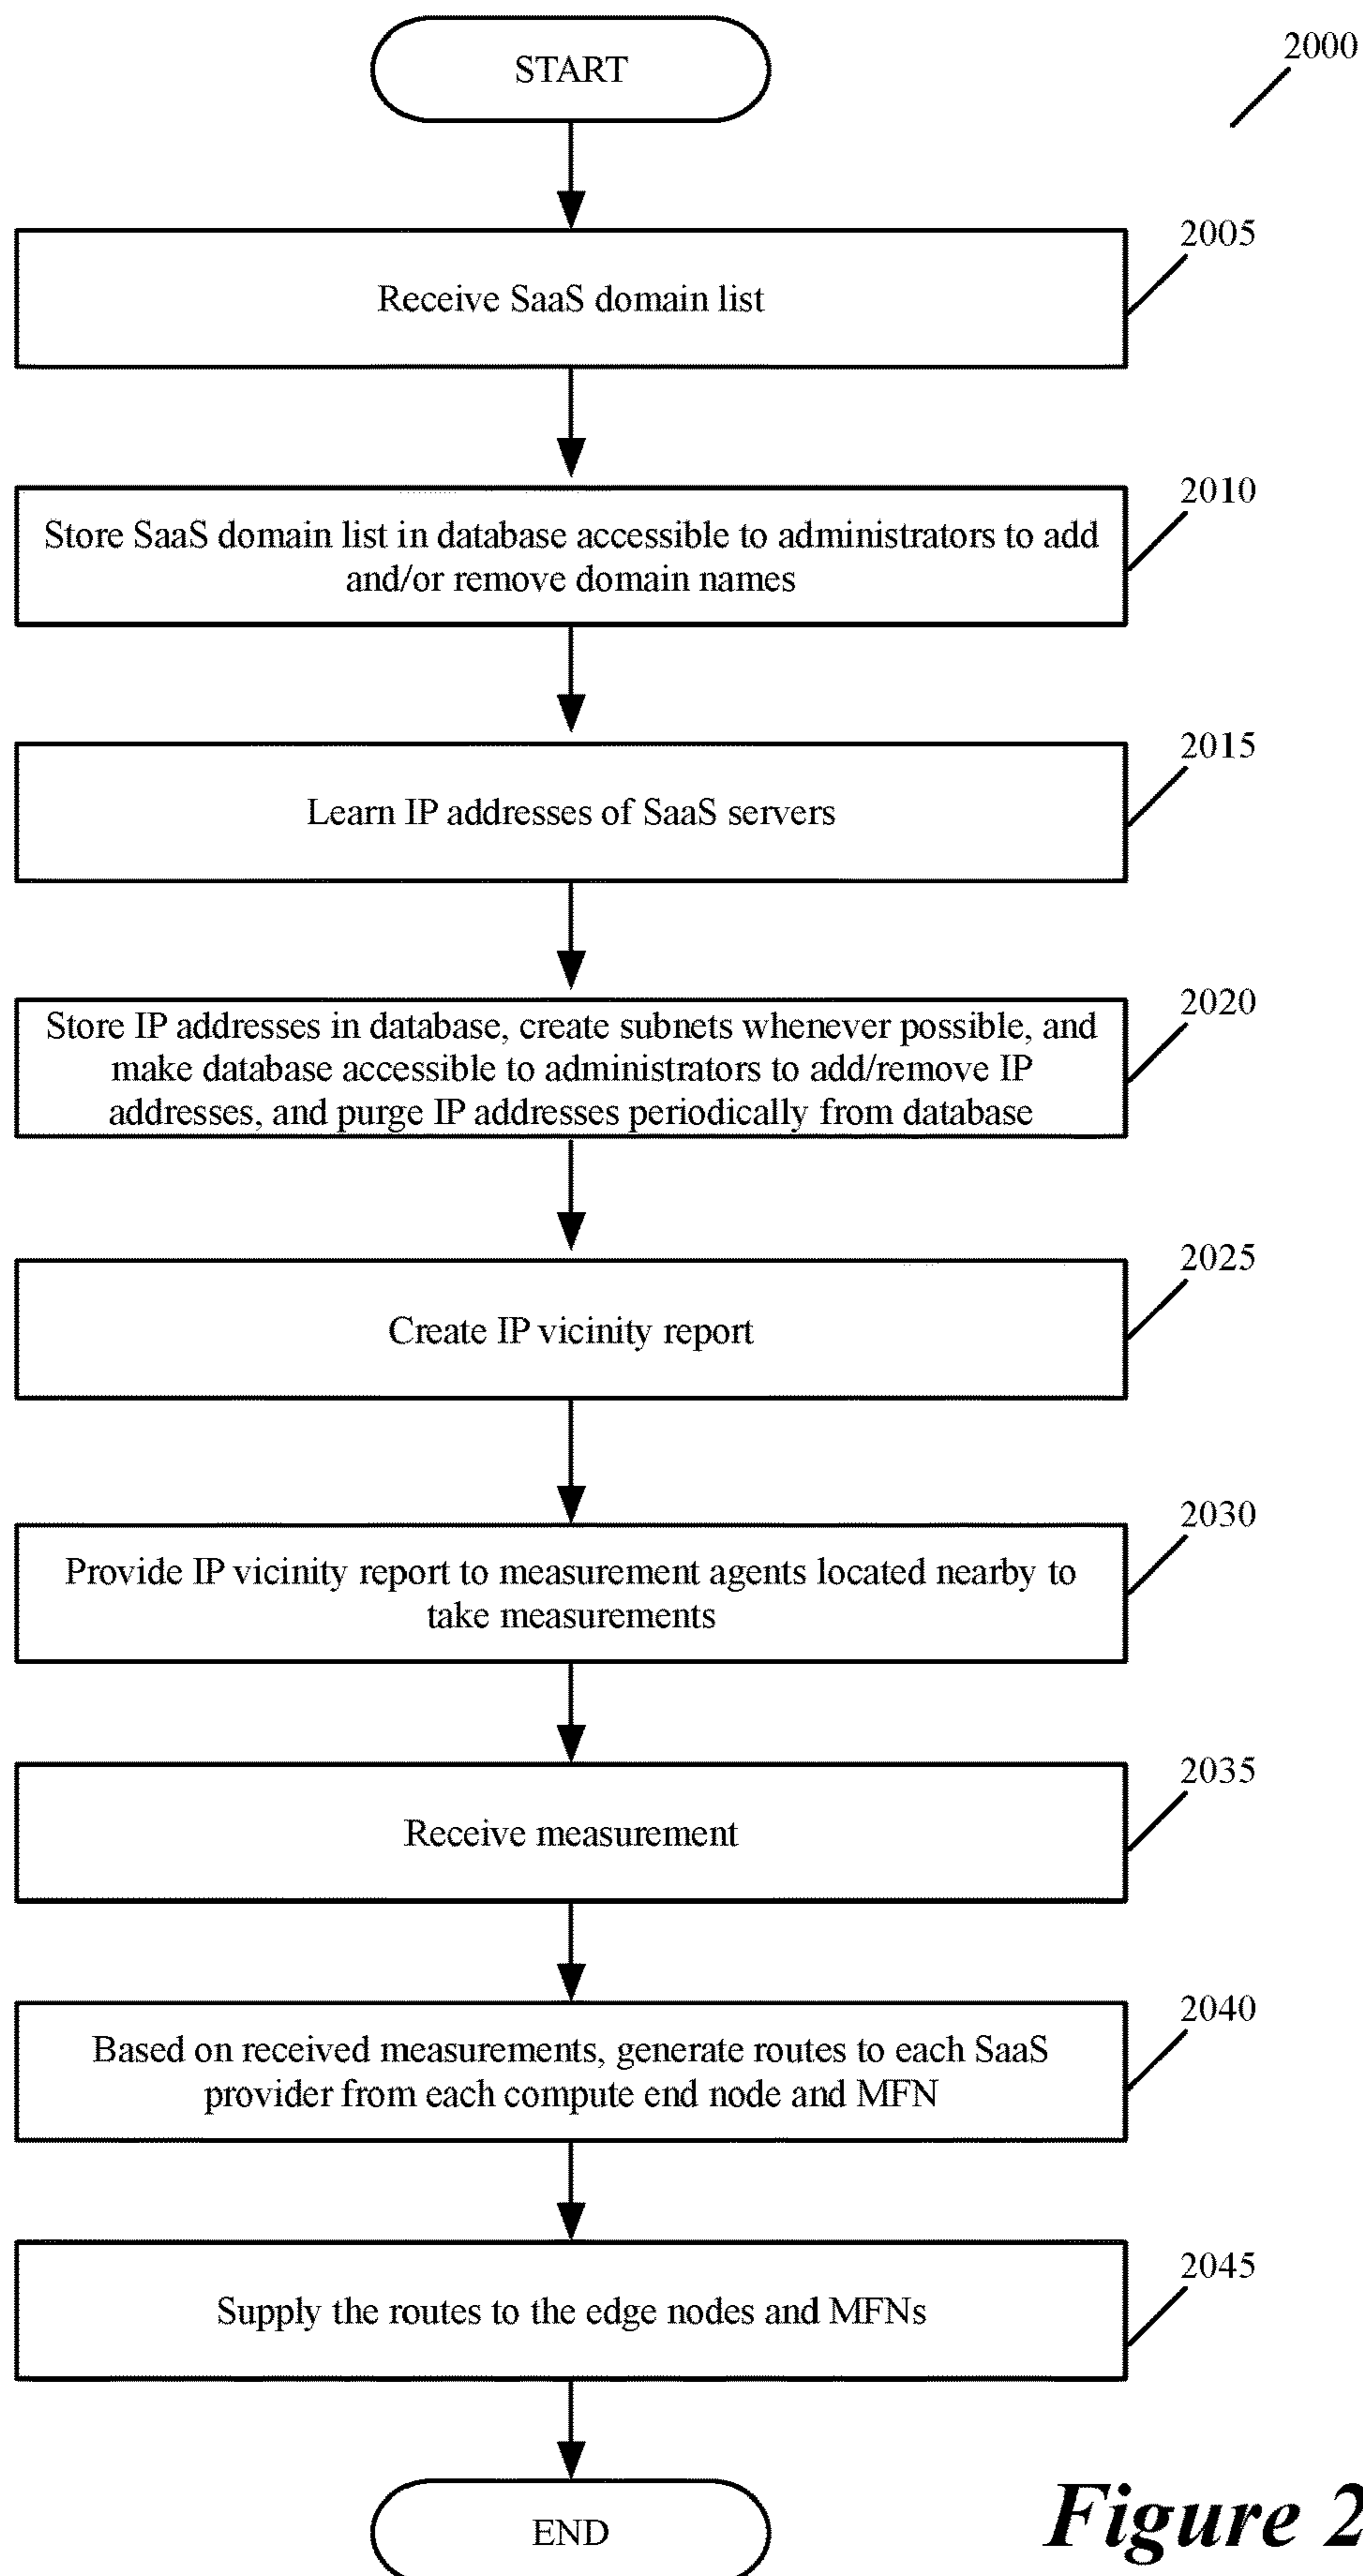 START
2000
2005
Receive SaaS domain list
2010
Store SaaS domain list in database accessible to administrators to add
and/or remove domain names
2015
Learn IP addresses of SaaS servers
2020
Store IP addresses in database, create subnets whenever possible, and
make database accessible to administrators to add/remove IP
addresses, and purge IP addresses periodically from database
2025
Create IP vicinity report
2030
Provide IP vicinity report to measurement agents located nearby to
take measurements
2035
Receive measurement
2040
Based on received measurements, generate routes to each SaaS
provider from each compute end node and MFN
2045
Supply the routes to the edge nodes and MFNs
END
Figure 2